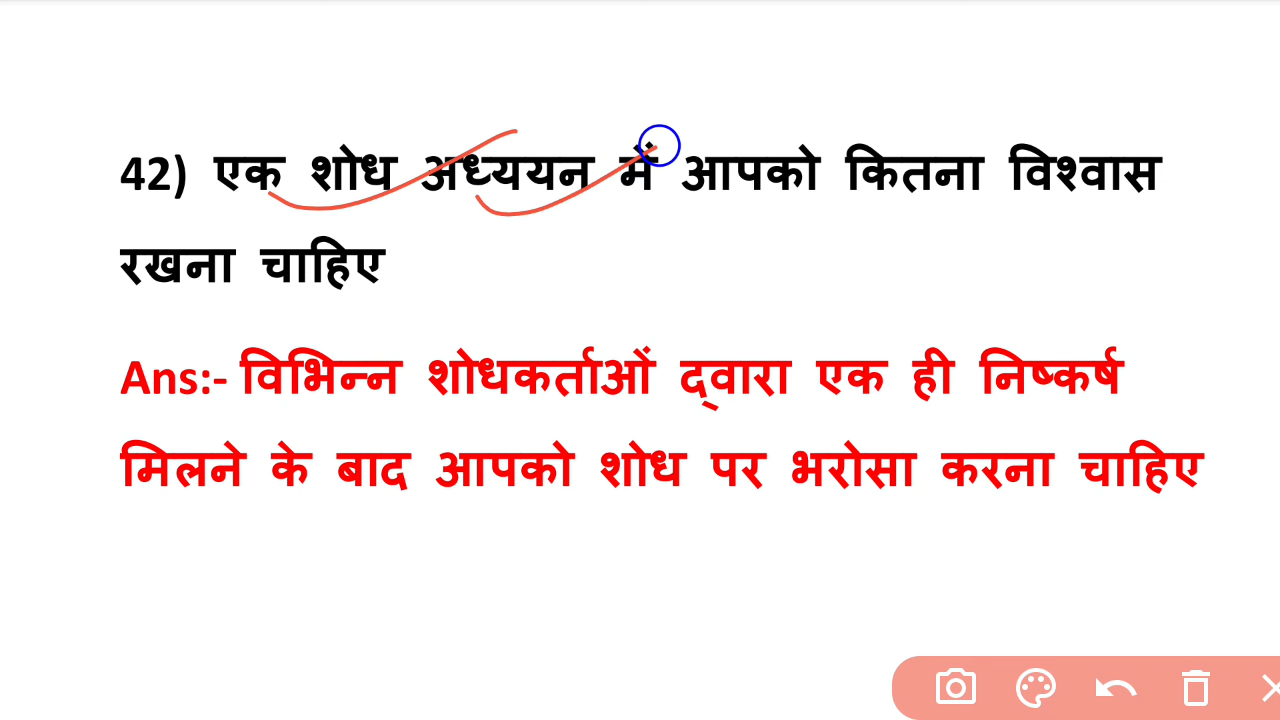 42) एक शोध अध्ययन में आपको कितना विश्वास
रखना चाहिए
Ans:- विभिन्न शोधकर्ताओं द्वारा एक ही निष्कर्ष
मिलने के बाद आपको शोध पर भरोसा करना चाहिए